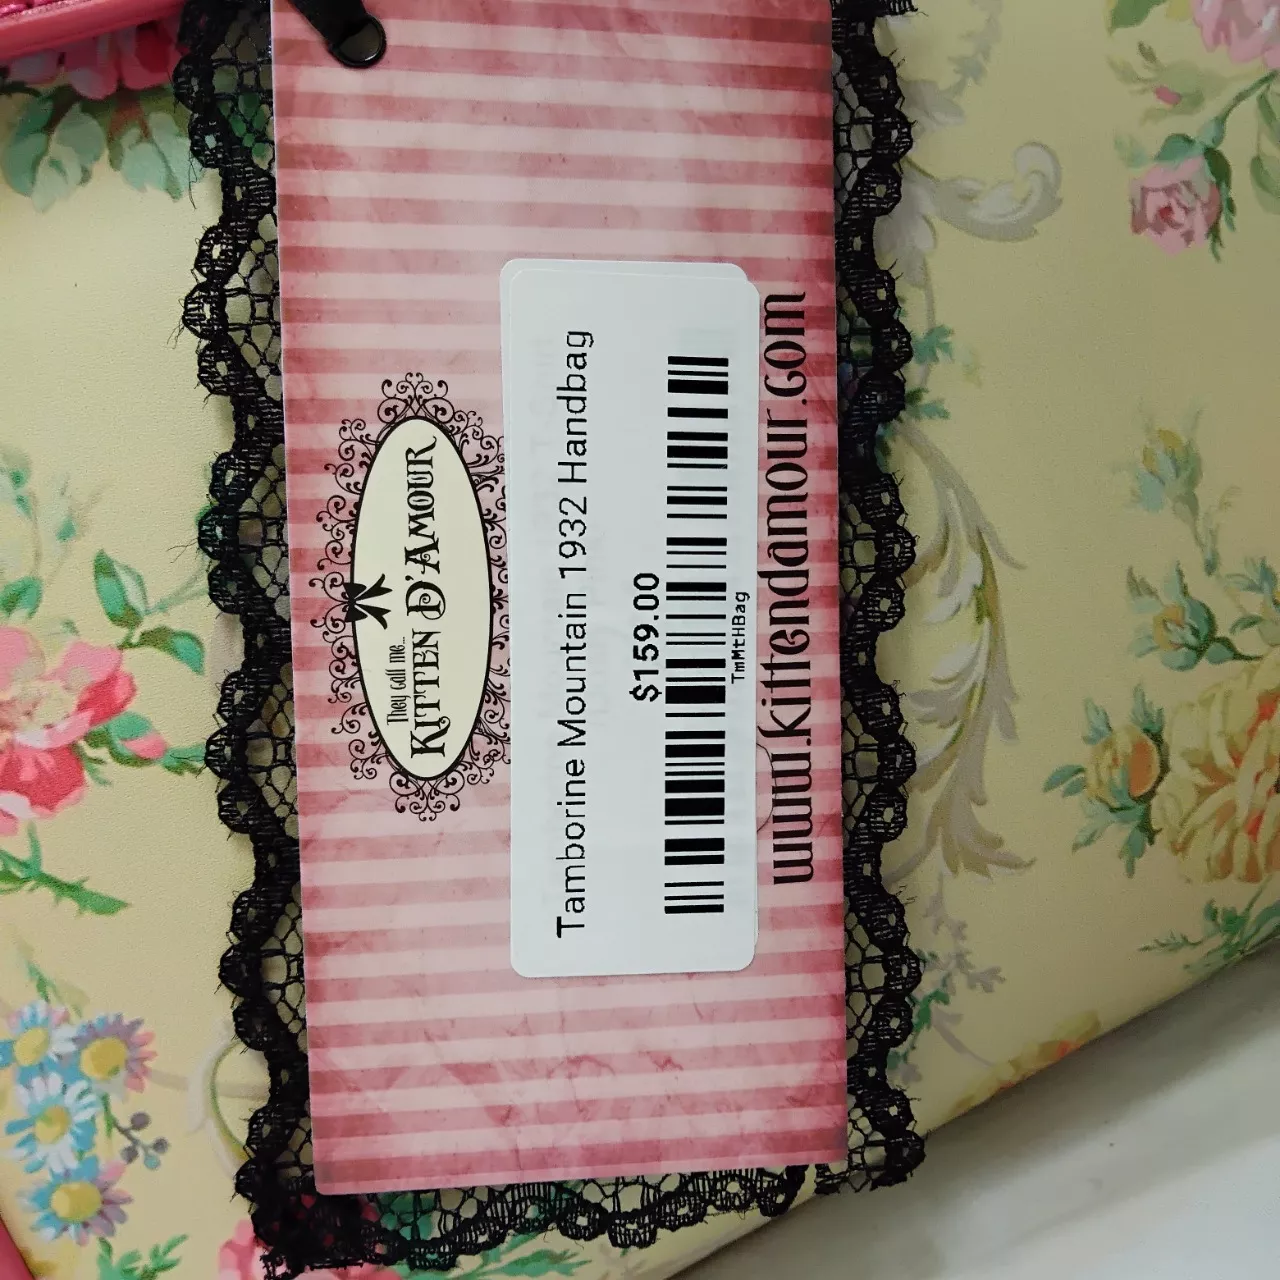 They call me...
KITTEN D'AMOUR
Tamborine Mountain 1932 Handbag
$159.00
TmMtHBag
www.kittendamour.com